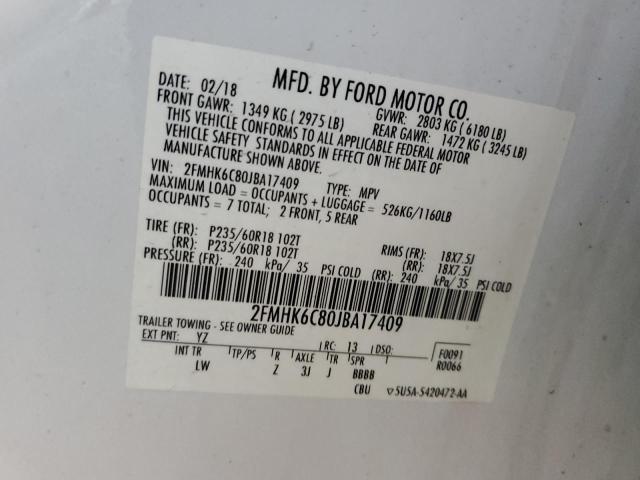 MFD. BY FORD MOTOR CO.
DATE: 02/18 GVWR: 2803 KG ( 6180 LB)
FRONT GAWR: 1349 KG ( 2975 LB) REAR GAWR: 1472 KG ( 3245 LB)
THIS VEHICLE CONFORMS TO ALL APPLICABLE FEDERAL MOTOR
VEHICLE SAFETY STANDARDS IN EFFECT ON THE DATE OF
MANUFACTURE SHOWN ABOVE.
VIN: 2FMHK6C80JBA17409 TYPE: MPV
MAXIMUM LOAD = OCCUPANTS + LUGGAGE = 526KG/1160LB
OCCUPANTS = 7 TOTAL; 2 FRONT, 5 REAR
TIRE (FR): P235/60R18 102T RIMS (FR): 18X7.5J
(RR): P235/60R18 102T (RR): 18X7.5J
PRESSURE (FR): 240 kPa/ 35 PSI COLD (RR): 240 kPa/ 35 PSI COLD
2FMHK6C80JBA17409
TRAILER TOWING - SEE OWNER GUIDE
EXT PNT: YZ RC: 13 DSO: F0091
R0066
INT TR TP/PS R AXLE TR SPR
LW Z 3J J BBBB
CBU ▽5U5A-5420472-AA